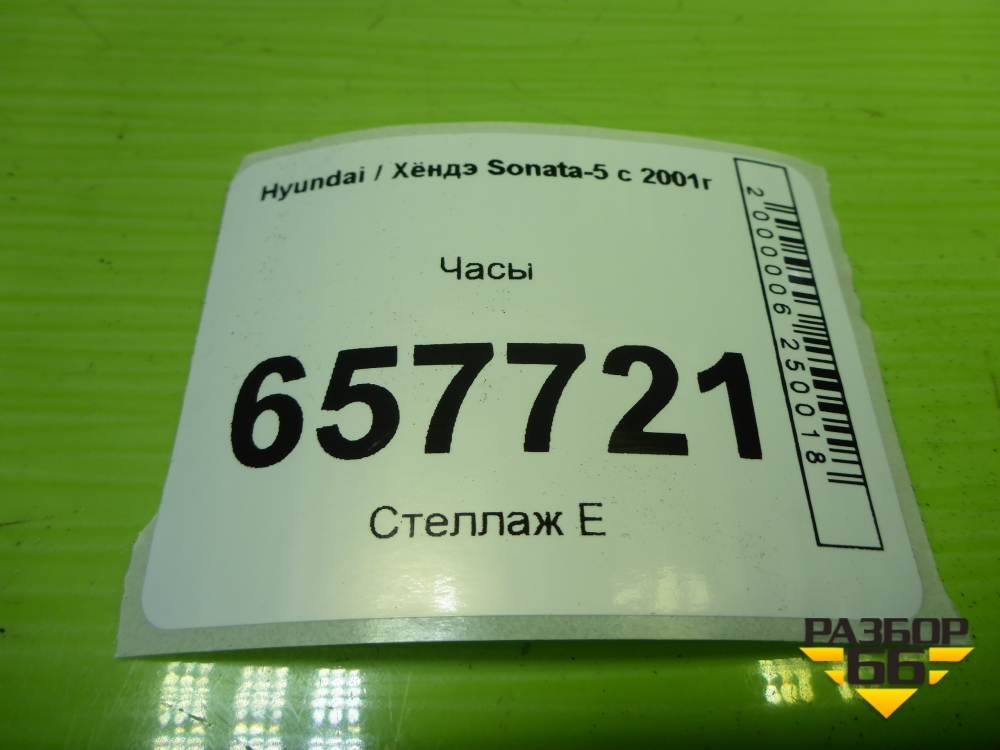 Hyundai / Хёндэ Sonata-5 с 2001г
Часы
657721
Стеллаж Е
2000006250018
РАЗБОР
66